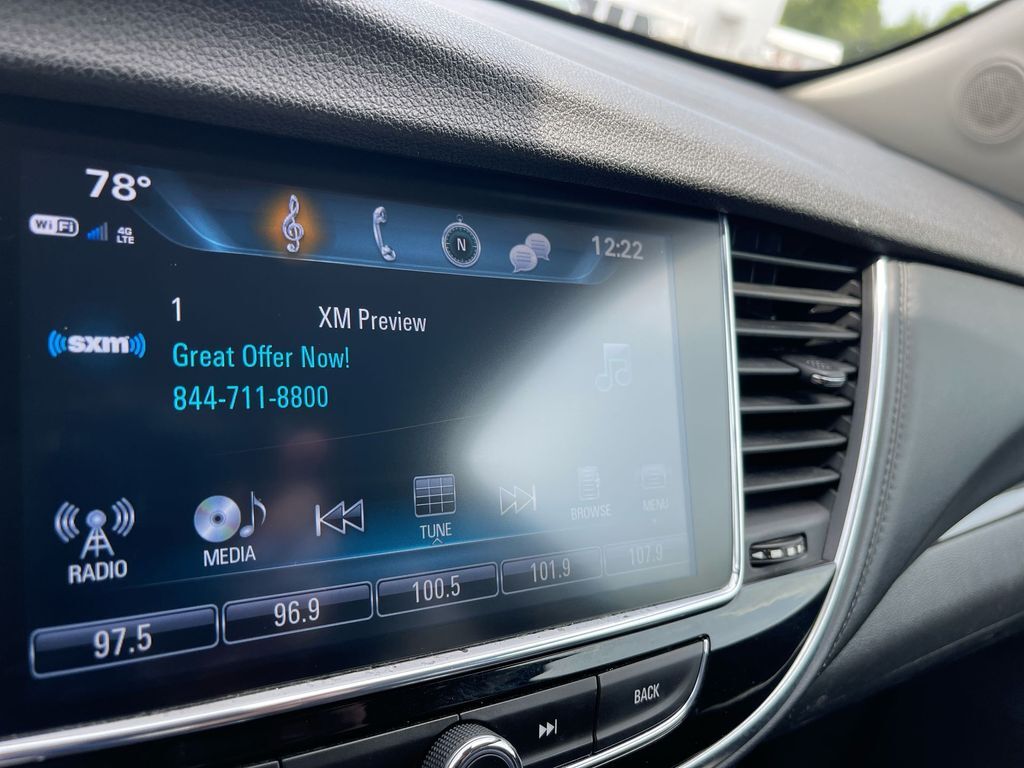 78°
WiFi
4G
LTE
N
12:22
1
XM Preview
((sxm))
Great Offer Now!
844-711-8800
RADIO
MEDIA
TUNE
BROWSE
MENU
97.5
96.9
100.5
101.9
107.9
BACK